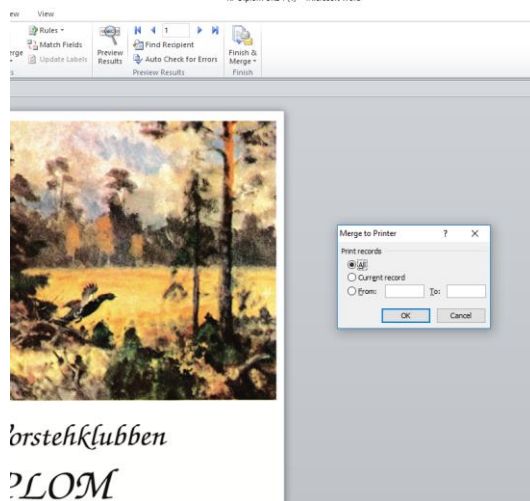 View
Rules
Match Fields
Update Labels
Preview Results
1
Find Recipient
Auto Check for Errors
Preview Results
Finish & Merge
Finish
Merge to Printer ? X
Print records
All
Current record
From: To:
OK Cancel
orstehklubben
PLOM